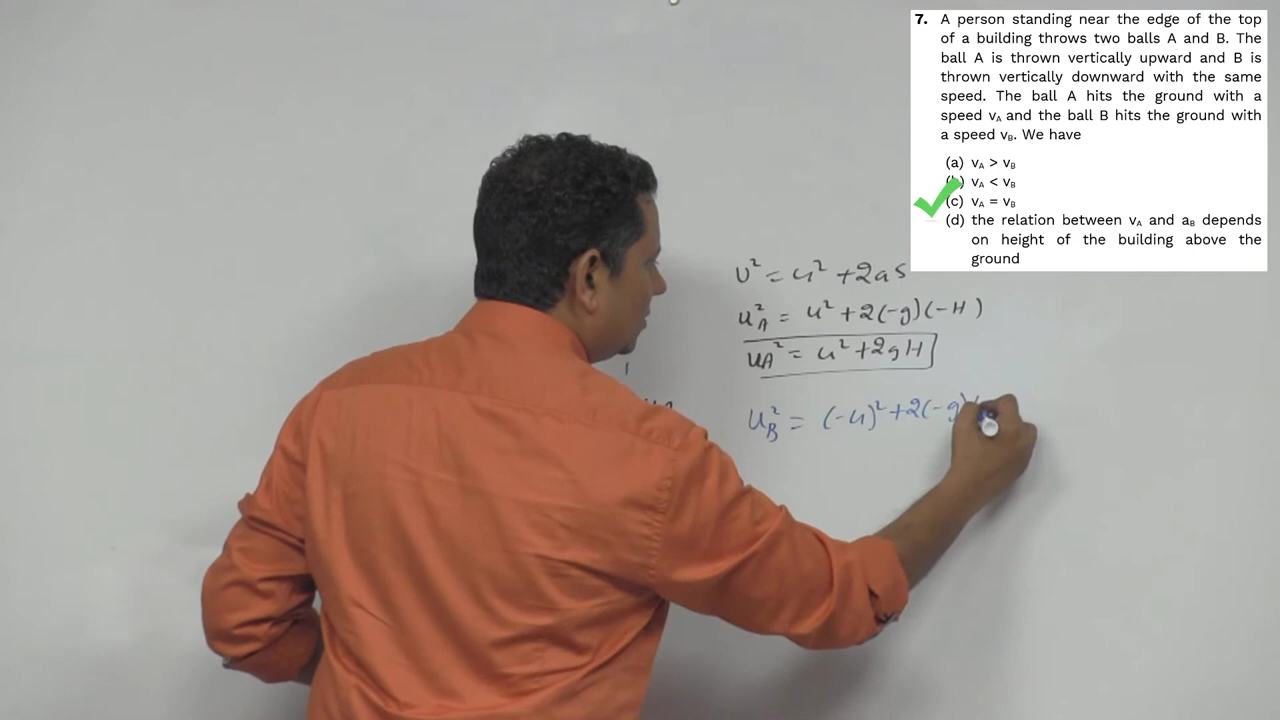 7. A person standing near the edge of the top
of a building throws two balls A and B. The
ball A is thrown vertically upward and B is
thrown vertically downward with the same
speed. The ball A hits the ground with a
speed vA and the ball B hits the ground with
a speed vB. We have
(a) vA > vB
(b) vA < vB
(c) vA = vB
(d) the relation between vA and aB depends
on height of the building above the
ground
υ² = u² + 2as
υA² = u² + 2(-g)(-H)
υA² = u² + 2gH
υB² = (-u)² + 2(-g)